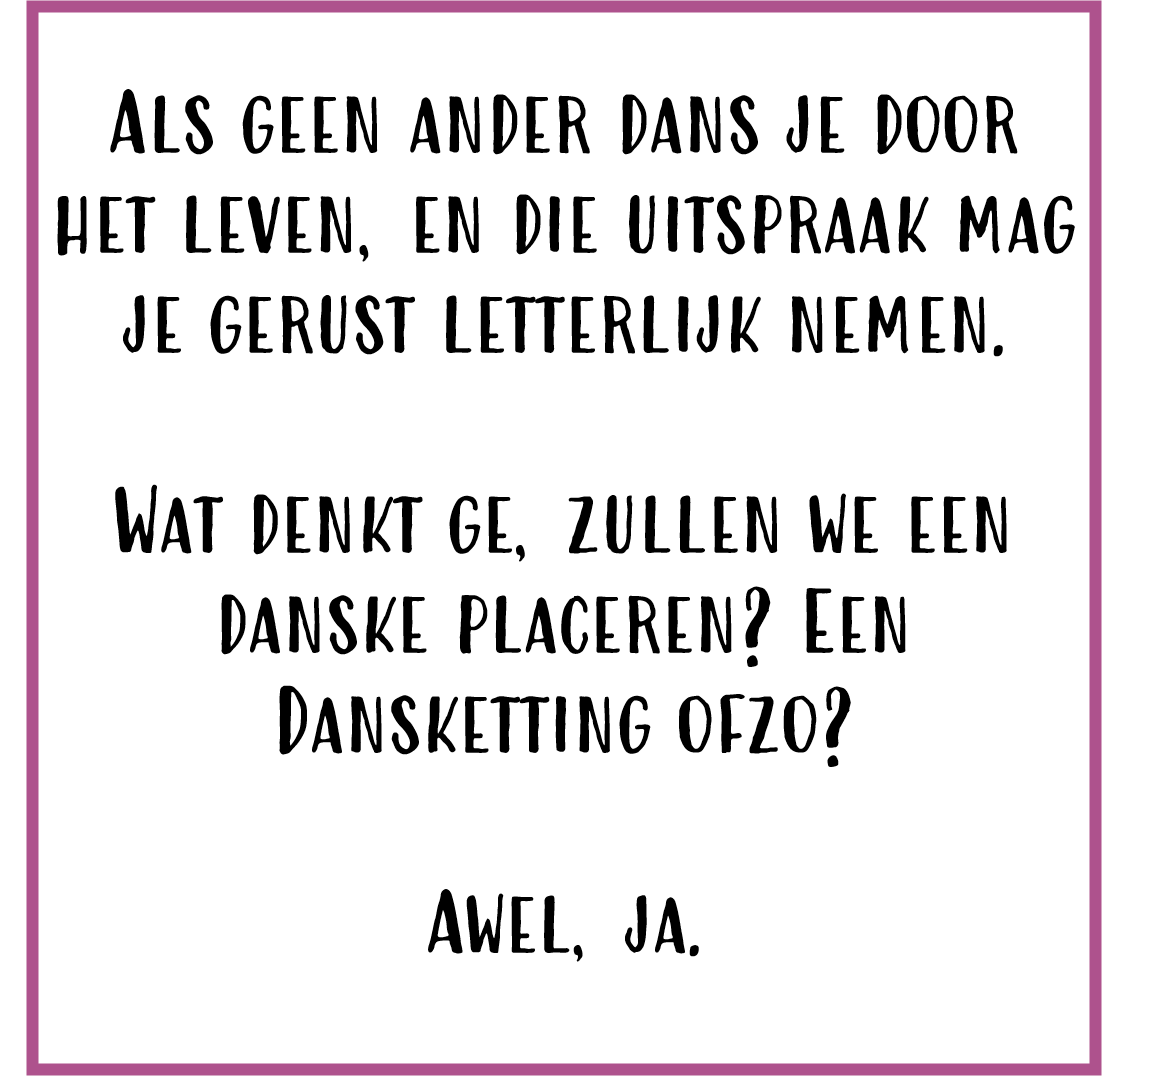 Als geen ander dans je door
het leven, en die uitspraak mag
je gerust letterlijk nemen.
Wat denkt ge, zullen we een
danske placeren? Een
Dansketting ofzo?
Awel, ja.